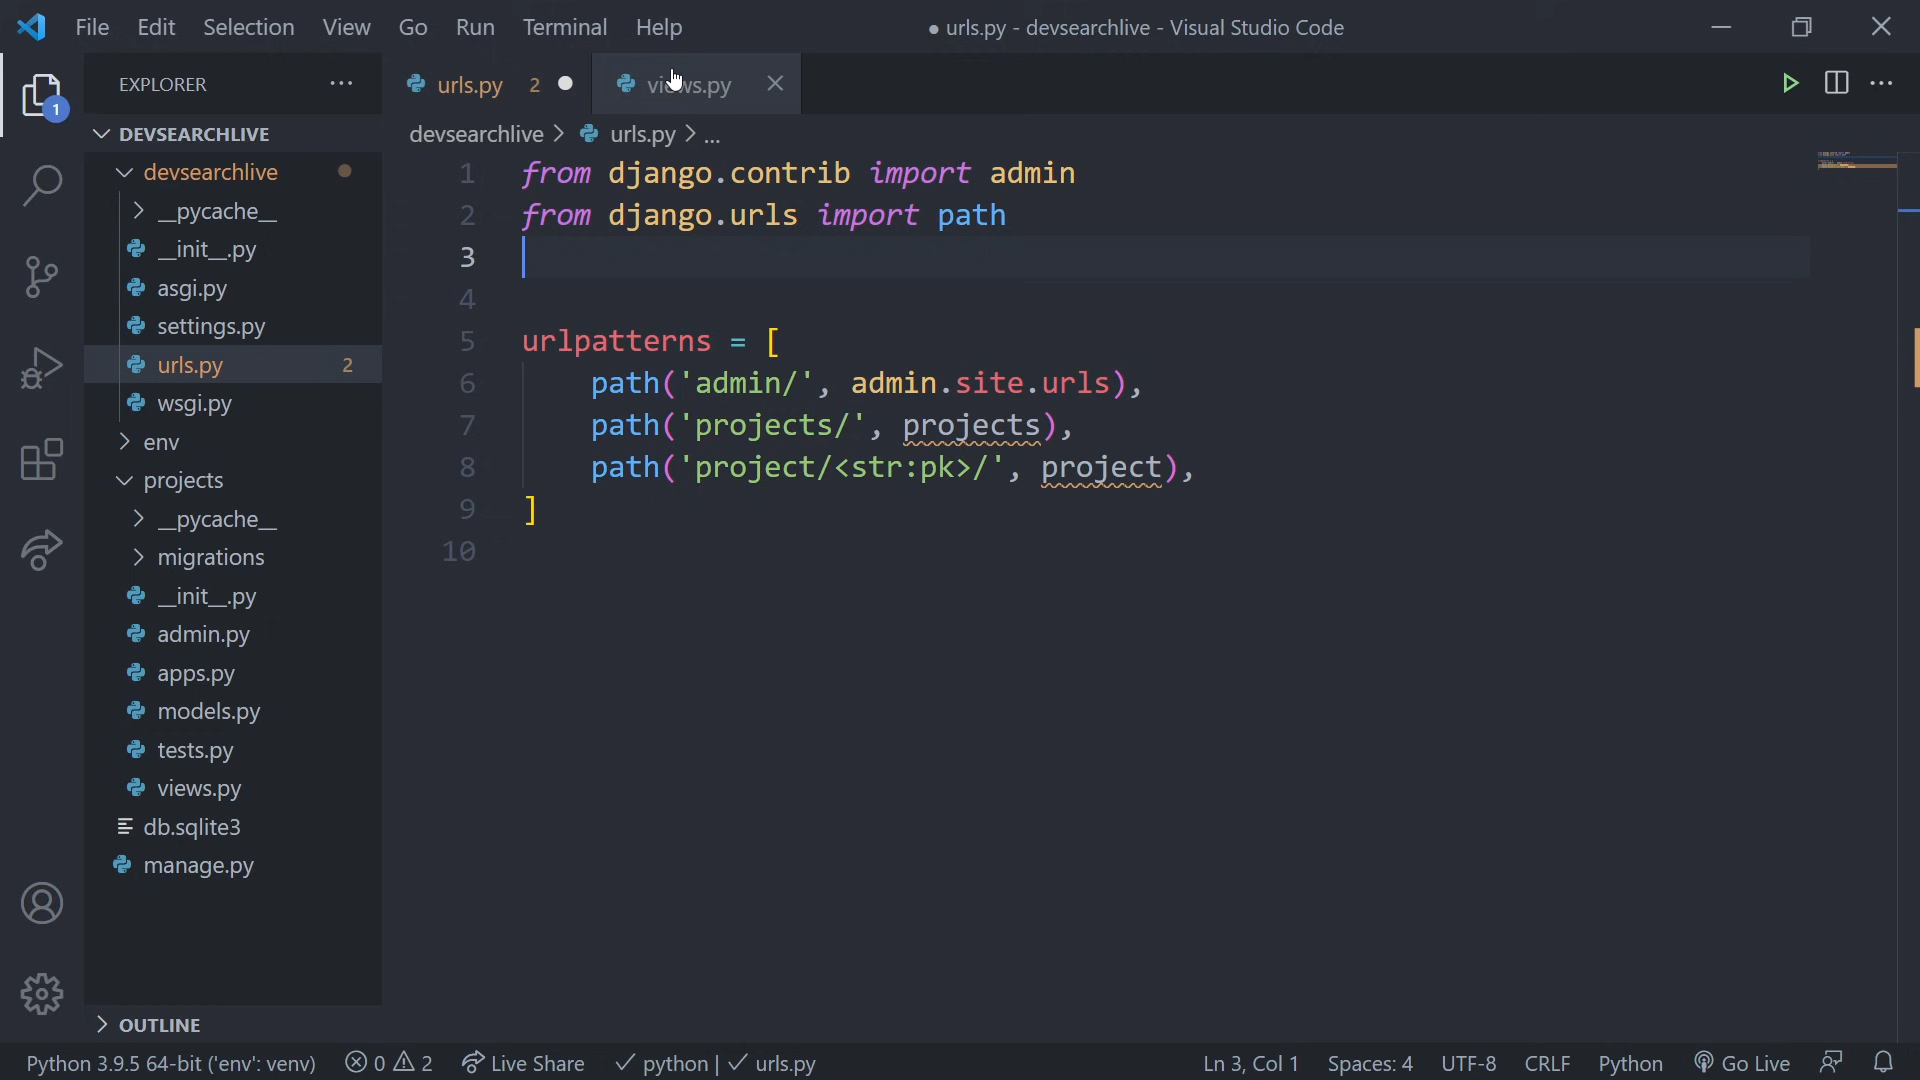 File Edit Selection View Go Run Terminal Help
● urls.py - devsearchlive - Visual Studio Code
1
EXPLORER ...
urls.py 2
views.py
DEVSEARCHLIVE
devsearchlive > urls.py > ...
devsearchlive
__pycache__
__init__.py
asgi.py
settings.py
urls.py 2
wsgi.py
env
projects
__pycache__
migrations
__init__.py
admin.py
apps.py
models.py
tests.py
views.py
db.sqlite3
manage.py
OUTLINE
1 from django.contrib import admin
2 from django.urls import path
3
4
5 urlpatterns = [
6 path('admin/', admin.site.urls),
7 path('projects/', projects),
8 path('project/<str:pk>/', project),
9 ]
10
Python 3.9.5 64-bit ('env': venv) 0 2 Live Share ✓ python | ✓ urls.py Ln 3, Col 1 Spaces: 4 UTF-8 CRLF Python Go Live